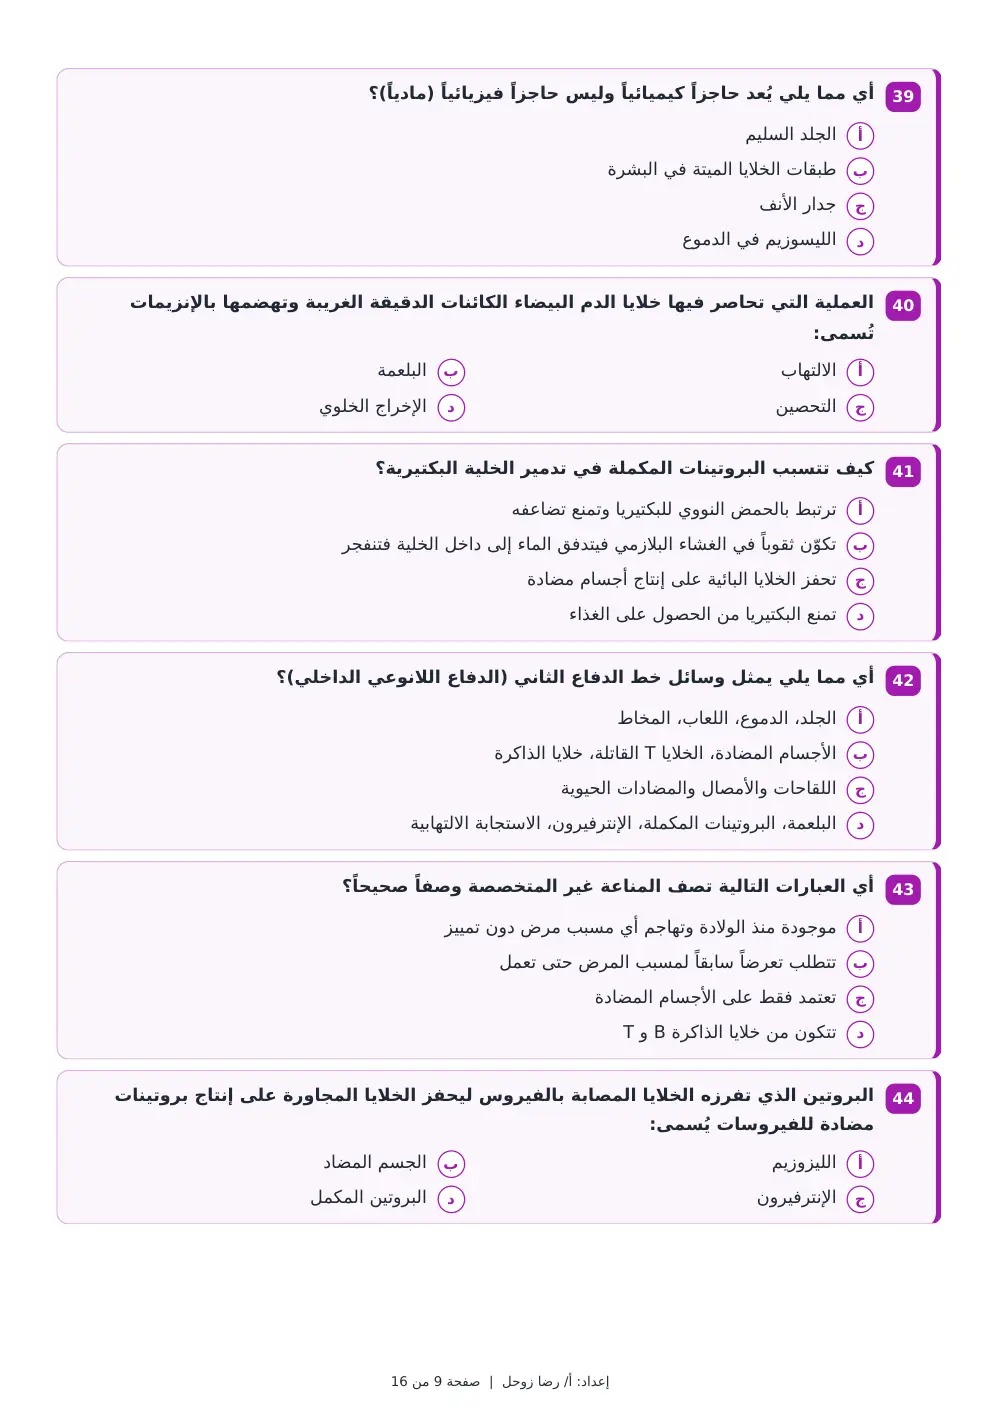 39 أي مما يلي يُعد حاجزاً كيميائياً وليس حاجزاً فيزيائياً (مادياً)؟
أ الجلد السليم
ب طبقات الخلايا الميتة في البشرة
ج جدار الأنف
د الليسوزيم في الدموع
40 العملية التي تحاصر فيها خلايا الدم البيضاء الكائنات الدقيقة الغريبة وتهضمها بالإنزيمات
تُسمى:
أ الالتهاب ب البلعمة
ج التحصين د الإخراج الخلوي
41 كيف تتسبب البروتينات المكملة في تدمير الخلية البكتيرية؟
أ ترتبط بالحمض النووي للبكتيريا وتمنع تضاعفه
ب تكوّن ثقوباً في الغشاء البلازمي فيتدفق الماء إلى داخل الخلية فتنفجر
ج تحفز الخلايا البائية على إنتاج أجسام مضادة
د تمنع البكتيريا من الحصول على الغذاء
42 أي مما يلي يمثل وسائل خط الدفاع الثاني (الدفاع اللانوعي الداخلي)؟
أ الجلد، الدموع، اللعاب، المخاط
ب الأجسام المضادة، الخلايا T القاتلة، خلايا الذاكرة
ج اللقاحات والأمصال والمضادات الحيوية
د البلعمة، البروتينات المكملة، الإنترفيرون، الاستجابة الالتهابية
43 أي العبارات التالية تصف المناعة غير المتخصصة وصفاً صحيحاً؟
أ موجودة منذ الولادة وتهاجم أي مسبب مرض دون تمييز
ب تتطلب تعرضاً سابقاً لمسبب المرض حتى تعمل
ج تعتمد فقط على الأجسام المضادة
د تتكون من خلايا الذاكرة B و T
44 البروتين الذي تفرزه الخلايا المصابة بالفيروس ليحفز الخلايا المجاورة على إنتاج بروتينات
مضادة للفيروسات يُسمى:
أ الليزوزيم ب الجسم المضاد
ج الإنترفيرون د البروتين المكمل
إعداد: أ/ رضا زوحل | صفحة 9 من 16